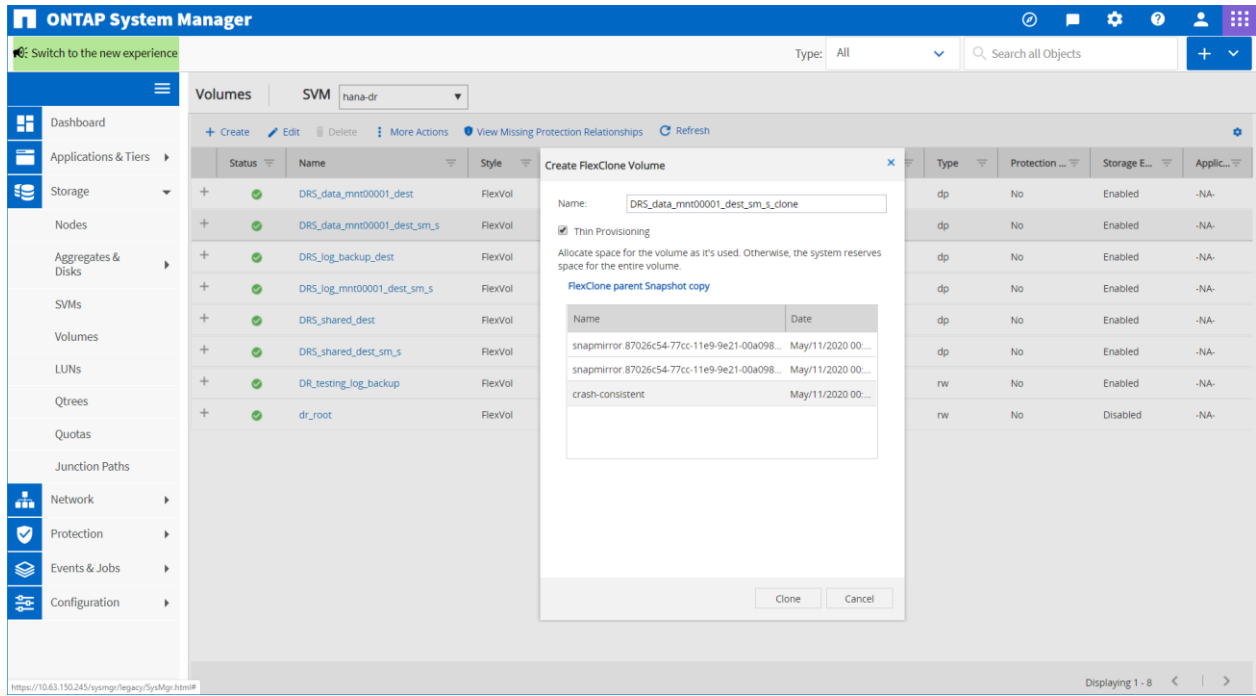 ONTAP System Manager
Switch to the new experience
Type: All
Search all Objects
Volumes SVM hana-dr
Create Edit Delete More Actions View Missing Protection Relationships Refresh
Dashboard
Applications & Tiers
Storage
Nodes
Aggregates &
Disks
SVMs
Volumes
LUNs
Qtrees
Quotas
Junction Paths
Network
Protection
Events & Jobs
Configuration
Status Name Style Type Protection ... Storage E... Applic...
DRS_data_mnt00001_dest FlexVol dp No Enabled -NA-
DRS_data_mnt00001_dest_sm_s FlexVol dp No Enabled -NA-
DRS_log_backup_dest FlexVol dp No Enabled -NA-
DRS_log_mnt00001_dest_sm_s FlexVol dp No Enabled -NA-
DRS_shared_dest FlexVol dp No Enabled -NA-
DRS_shared_dest_sm_s FlexVol dp No Enabled -NA-
DR_testing_log_backup FlexVol rw No Enabled -NA-
dr_root FlexVol rw No Disabled -NA-
Create FlexClone Volume
Name: DRS_data_mnt00001_dest_sm_s_clone
Thin Provisioning
Allocate space for the volume as it's used. Otherwise, the system reserves
space for the entire volume.
FlexClone parent Snapshot copy
Name Date
snapmirror.87026c54-77cc-11e9-9e21-00a098... May/11/2020 00:...
snapmirror.87026c54-77cc-11e9-9e21-00a098... May/11/2020 00:...
crash-consistent May/11/2020 00:...
Clone Cancel
https://10.63.150.245/sysmgr/legacy/SysMgr.html#
Displaying 1 - 8